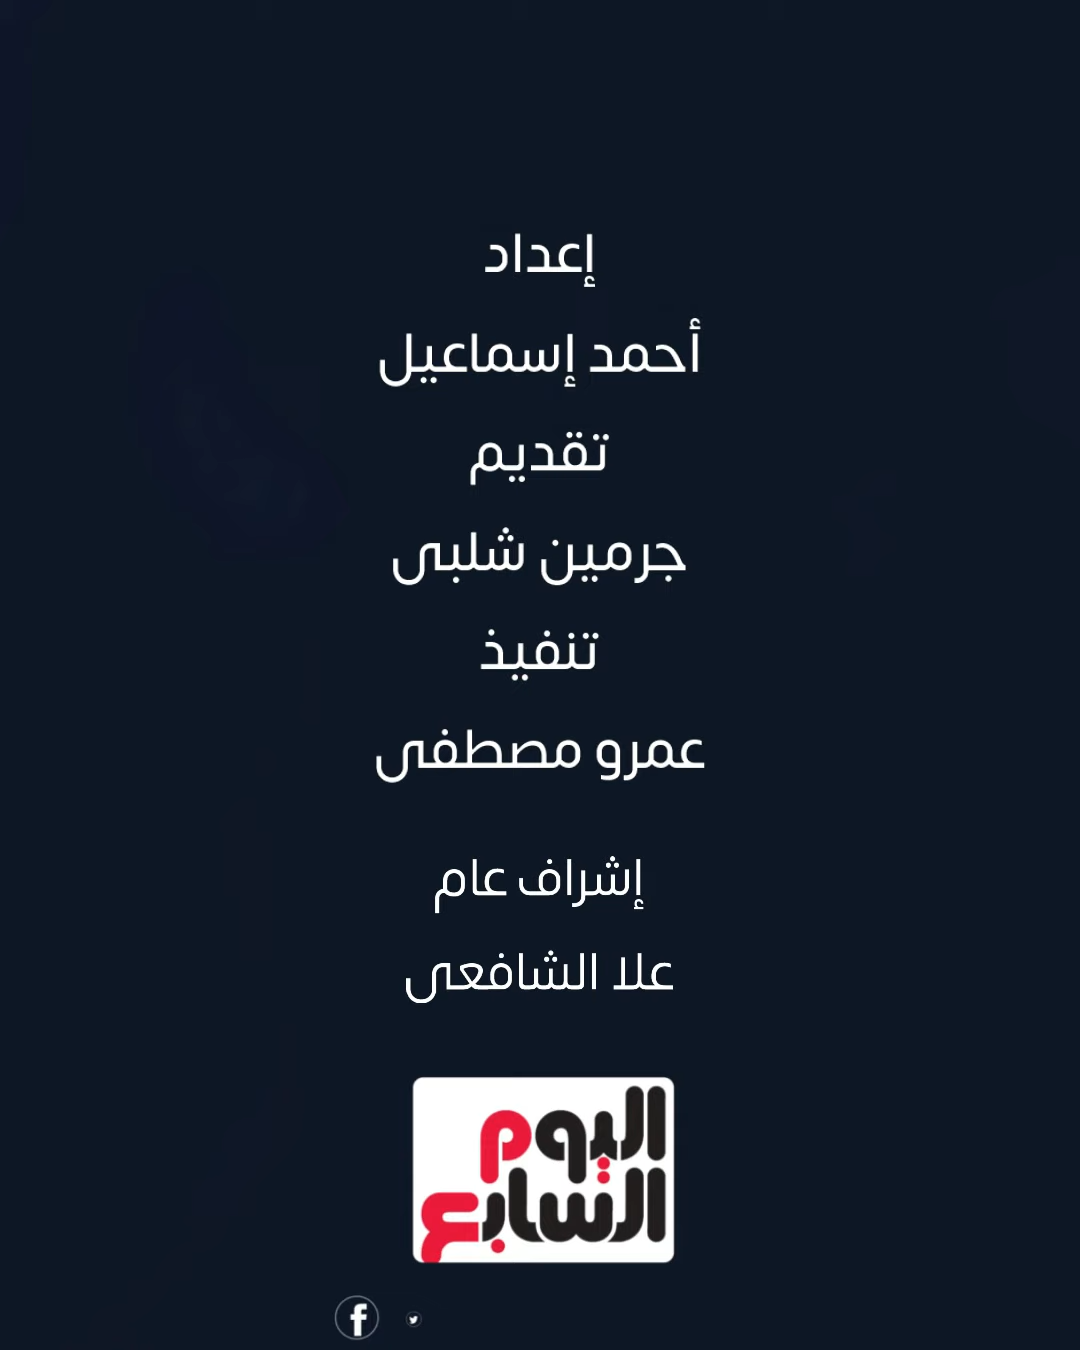 إعداد
أحمد إسماعيل
تقديم
جرمين شلبى
تنفيذ
عمرو مصطفى
إشراف عام
علا الشافعى
اليوم
السابع